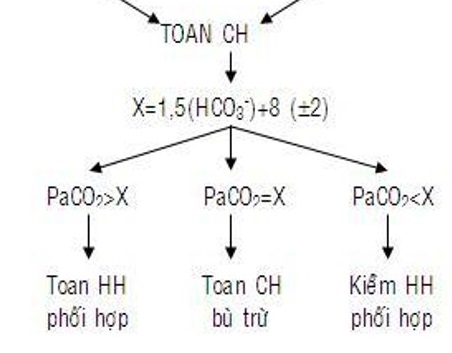 TOAN CH
X=1,5(HCO₃⁻)+8 (±2)
PaCO₂>X PaCO₂=X PaCO₂<X
Toan HH Toan CH Kiềm HH
phối hợp bù trừ phối hợp